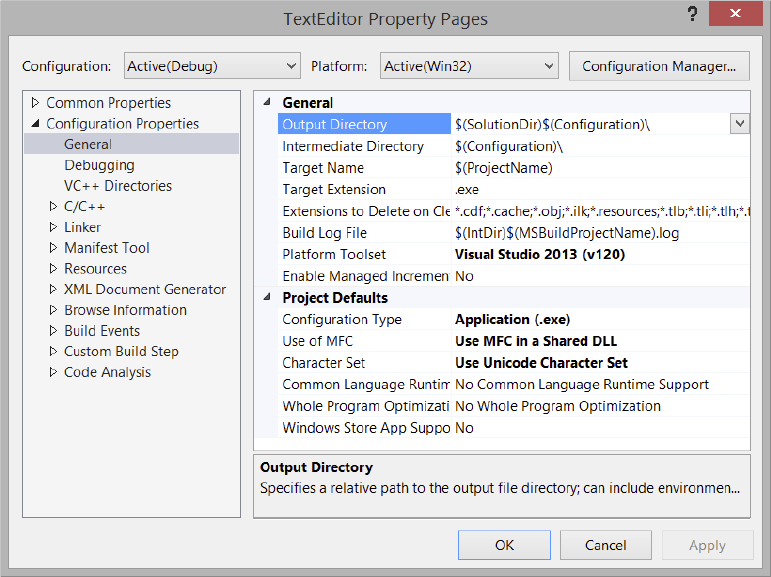 TextEditor Property Pages
?
Configuration: Active(Debug) Platform: Active(Win32) Configuration Manager...
Common Properties
Configuration Properties
General
Debugging
VC++ Directories
C/C++
Linker
Manifest Tool
Resources
XML Document Generator
Browse Information
Build Events
Custom Build Step
Code Analysis
General
Output Directory $(SolutionDir)$(Configuration)\
Intermediate Directory $(Configuration)\
Target Name $(ProjectName)
Target Extension .exe
Extensions to Delete on Cle *.cdf;*.cache;*.obj;*.ilk;*.resources;*.tlb;*.tli;*.tlh;*.t
Build Log File $(IntDir)$(MSBuildProjectName).log
Platform Toolset Visual Studio 2013 (v120)
Enable Managed Incremen No
Project Defaults
Configuration Type Application (.exe)
Use of MFC Use MFC in a Shared DLL
Character Set Use Unicode Character Set
Common Language Runtim No Common Language Runtime Support
Whole Program Optimizati No Whole Program Optimization
Windows Store App Suppo No
Output Directory
Specifies a relative path to the output file directory; can include environmen...
OK Cancel Apply